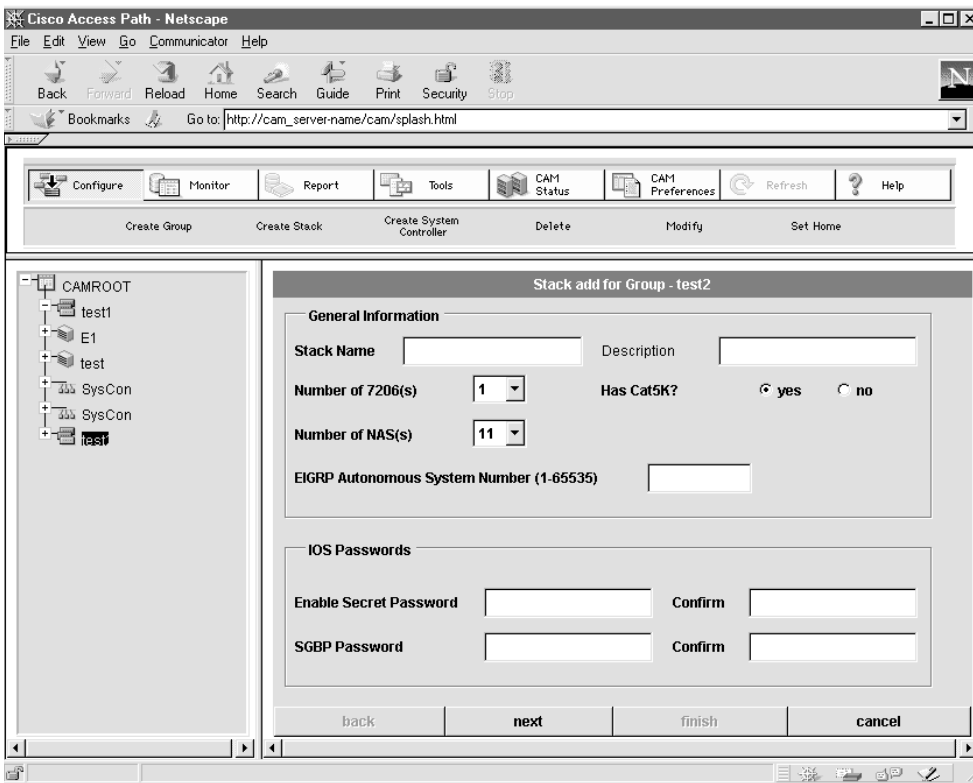 Cisco Access Path - Netscape
File Edit View Go Communicator Help
Back Forward Reload Home Search Guide Print Security Stop
N
Bookmarks Go to: http://cam_server-name/cam/splash.html
Configure Monitor Report Tools CAM Status CAM Preferences Refresh Help
Create Group Create Stack Create System Controller Delete Modify Set Home
CAMROOT
test1
E1
test
SysCon
SysCon
Stack add for Group - test2
General Information
Stack Name Description
Number of 7206(s) 1 Has Cat5K? yes no
Number of NAS(s) 11
EIGRP Autonomous System Number (1-65535)
IOS Passwords
Enable Secret Password Confirm
SGBP Password Confirm
back next finish cancel